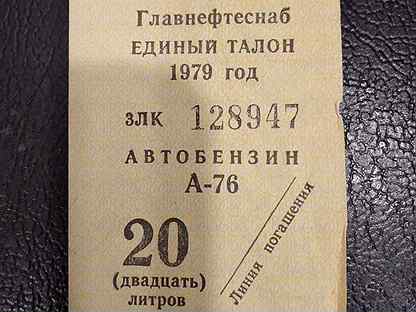 Главнефтеснаб
ЕДИНЫЙ ТАЛОН
1979 год
ЗЛК 128947
АВТОБЕНЗИН
А-76
20
(двадцать)
литров
Линия погашения